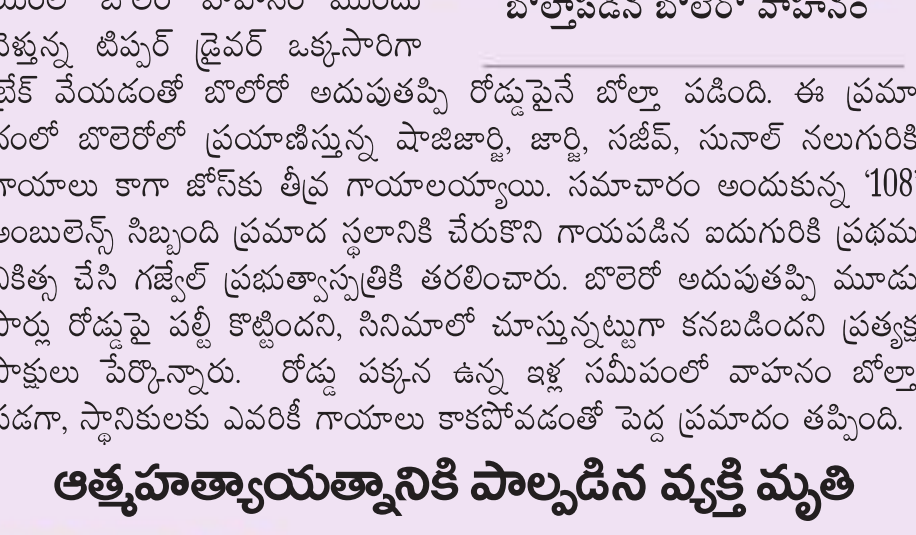 బోల్తాపడిన బొలెరో వాహనం
వెళ్తున్న టిప్పర్ డ్రైవర్ ఒక్కసారిగా
బ్రేక్ వేయడంతో బొలోరో అదుపుతప్పి రోడ్డుపైనే బోల్తా పడింది. ఈ ప్రమా
దంలో బొలెరోలో ప్రయాణిస్తున్న షాజిజార్జి, జార్జి, సజీవ్, సునాల్ నలుగురికి
గాయాలు కాగా జోస్‌కు తీవ్ర గాయాలయ్యాయి. సమాచారం అందుకున్న ‘108’
అంబులెన్స్ సిబ్బంది ప్రమాద స్థలానికి చేరుకొని గాయపడిన ఐదుగురికి ప్రథమ
చికిత్స చేసి గజ్వేల్ ప్రభుత్వాస్పత్రికి తరలించారు. బొలెరో అదుపుతప్పి మూడు
సార్లు రోడ్డుపై పల్టీ కొట్టిందని, సినిమాలో చూస్తున్నట్టుగా కనబడిందని ప్రత్యక్ష
సాక్షులు పేర్కొన్నారు. రోడ్డు పక్కన ఉన్న ఇళ్ల సమీపంలో వాహనం బోల్తా
పడగా, స్థానికులకు ఎవరికీ గాయాలు కాకపోవడంతో పెద్ద ప్రమాదం తప్పింది.
ఆత్మహత్యాయత్నానికి పాల్పడిన వ్యక్తి మృతి